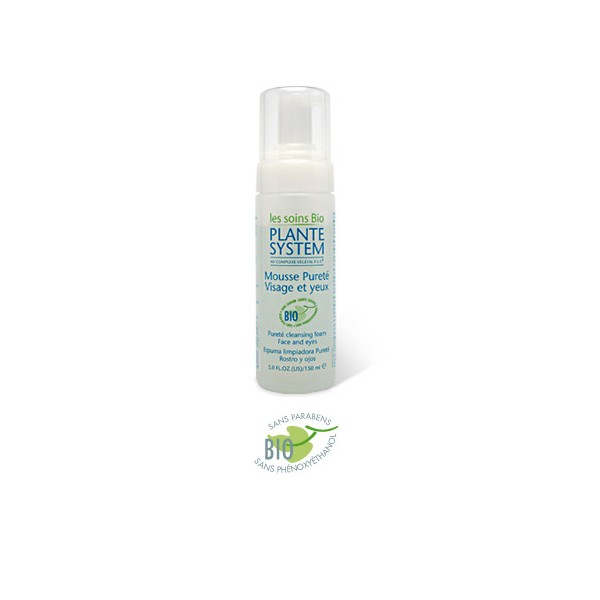 les soins Bio
PLANTE
SYSTEM
Mousse Pureté
Visage et yeux
BIO
Pureté cleansing foam
Face and eyes
Espuma limpiadora Pureté
Rostro y ojos
5.0 FL.OZ.(US)/150 ml e
SANS PARABENS
BIO
SANS PHÉNOXYÉTHANOL